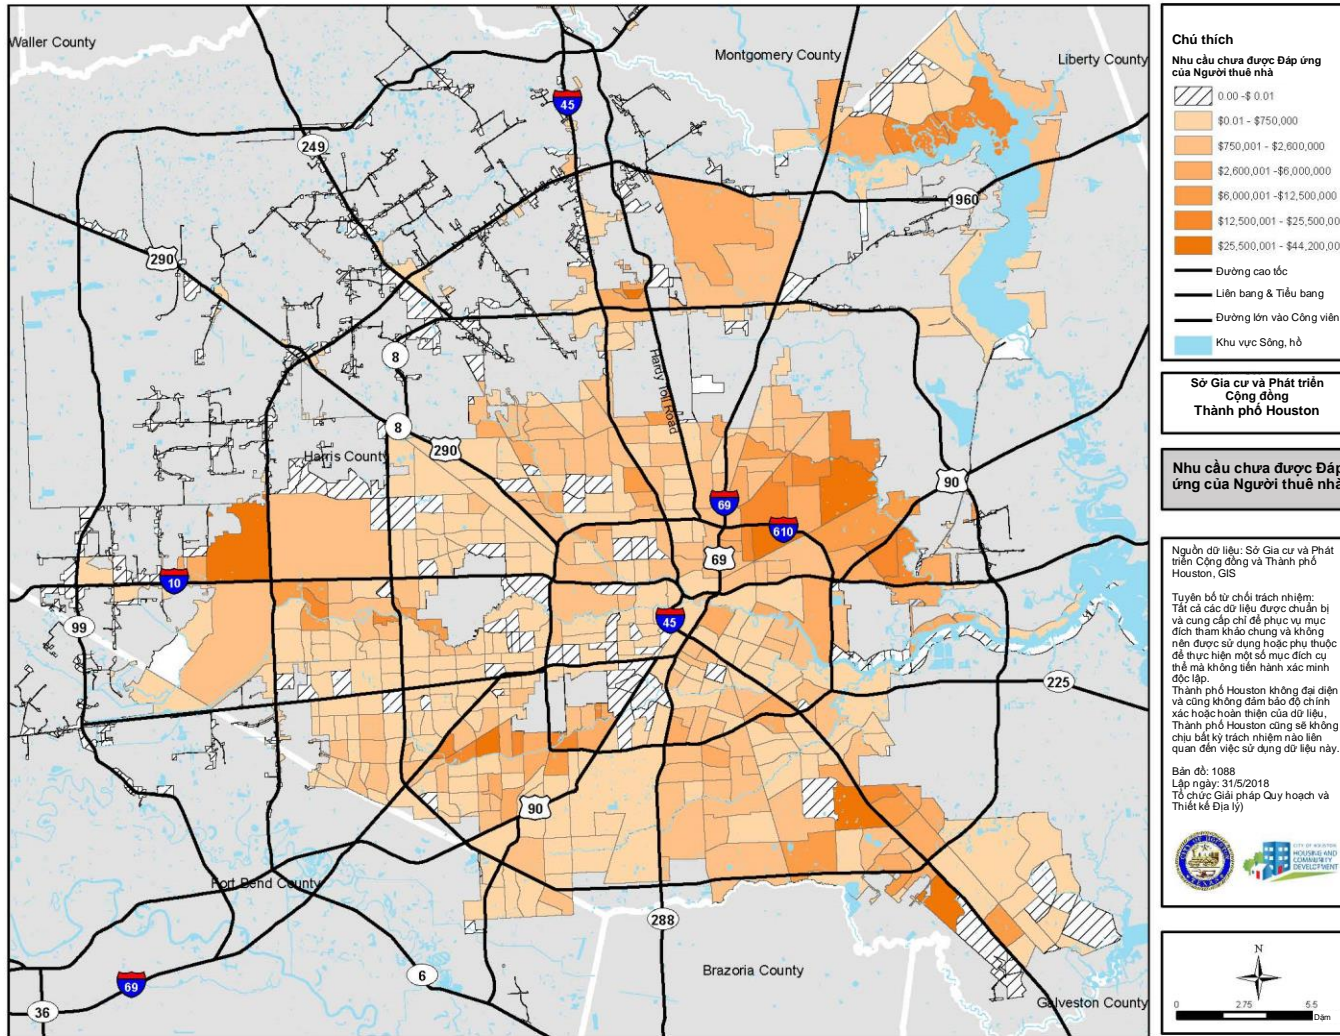 Waller County
Montgomery County
Liberty County
45
249
1960
290
8
Hardy Toll Road
8
290
Harris County
90
69
610
69
10
45
99
225
90
Fort Bend County
288
6
Brazoria County
69
36
Galveston County
Chú thích
Nhu cầu chưa được Đáp ứng
của Người thuê nhà
0.00 -$ 0.01
$0.01 - $750,000
$750,001 - $2,600,000
$2,600,001 -$6,000,000
$6,000,001 -$12,500,000
$12,500,001 - $25,500,00
$25,500,001 - $44,200,00
Đường cao tốc
Liên bang & Tiểu bang
Đường lớn vào Công viên
Khu vực Sông, hồ
Sở Gia cư và Phát triển
Cộng đồng
Thành phố Houston
Nhu cầu chưa được Đáp
ứng của Người thuê nhà
Nguồn dữ liệu: Sở Gia cư và Phát
triển Cộng đồng và Thành phố
Houston, GIS
Tuyên bố từ chối trách nhiệm:
Tất cả các dữ liệu được chuẩn bị
và cung cấp chỉ để phục vụ mục
đích tham khảo chung và không
nên được sử dụng hoặc phụ thuộc
để thực hiện một số mục đích cụ
thể mà không tiến hành xác minh
độc lập.
Thành phố Houston không đại diện
và cũng không đảm bảo độ chính
xác hoặc hoàn thiện của dữ liệu,
Thành phố Houston cũng sẽ không
chịu bất kỳ trách nhiệm nào liên
quan đến việc sử dụng dữ liệu này.
Bản đồ: 1088
Lập ngày: 31/5/2018
Tổ chức Giải pháp Quy hoạch và
Thiết kế Địa lý)
CITY OF HOUSTON
HOUSING AND
COMMUNITY
DEVELOPMENT
N
0 2.75 5.5
Dặm